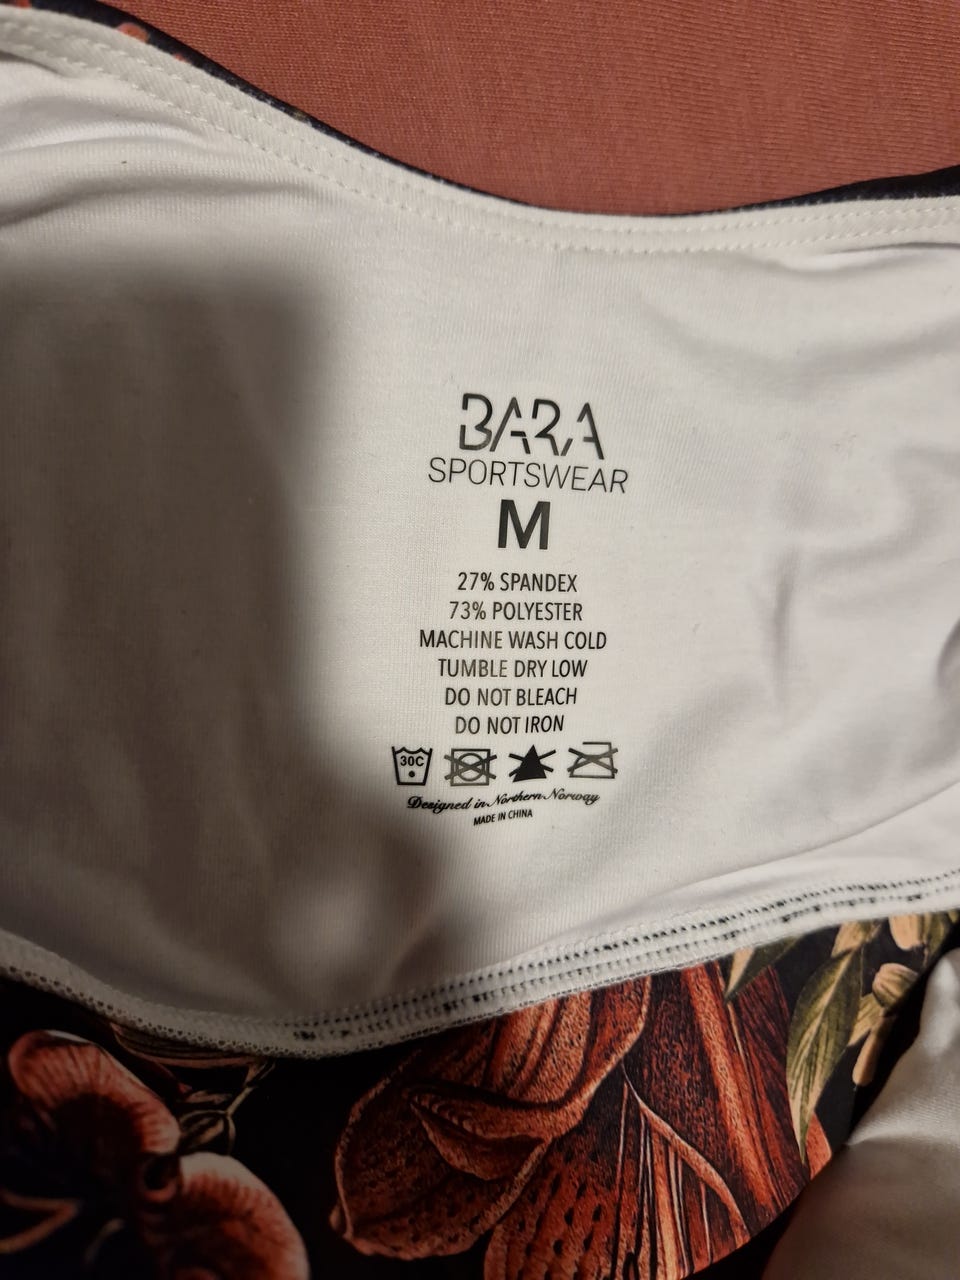 BARA
SPORTSWEAR
M
27% SPANDEX
73% POLYESTER
MACHINE WASH COLD
TUMBLE DRY LOW
DO NOT BLEACH
DO NOT IRON
30C
Designed in Northern Norway
MADE IN CHINA